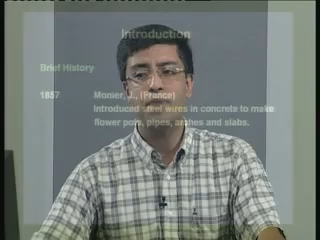 Introduction
Brief History
1857 Monier, J., (France)
Introduced steel wires in concrete to make
flower pots, pipes, arches and slabs.